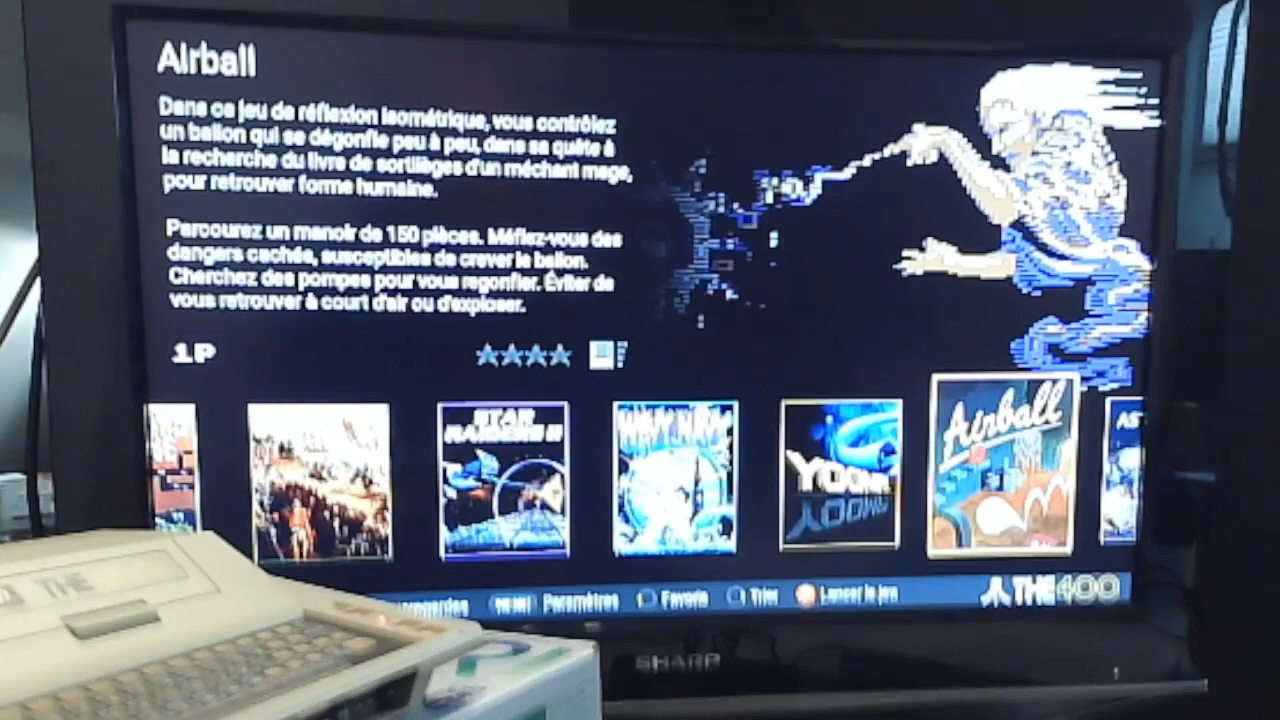 Airball
Dans ce jeu de réflexion isométrique, vous contrôlez
un ballon qui se dégonfle peu à peu, dans sa quête à
la recherche du livre de sortilèges d'un méchant mage,
pour retrouver forme humaine.
Parcourez un manoir de 150 pièces. Méfiez-vous des
dangers cachés, susceptibles de crever le ballon.
Cherchez des pompes pour vous regonfler. Éviter de
vous retrouver à court d'air ou d'exploser.
1P
STAR
RAIDERS II
YOOMP
Airball
AS
Paramètres
Favoris
Trier
Lancer le jeu
THE400
THE
SHARP